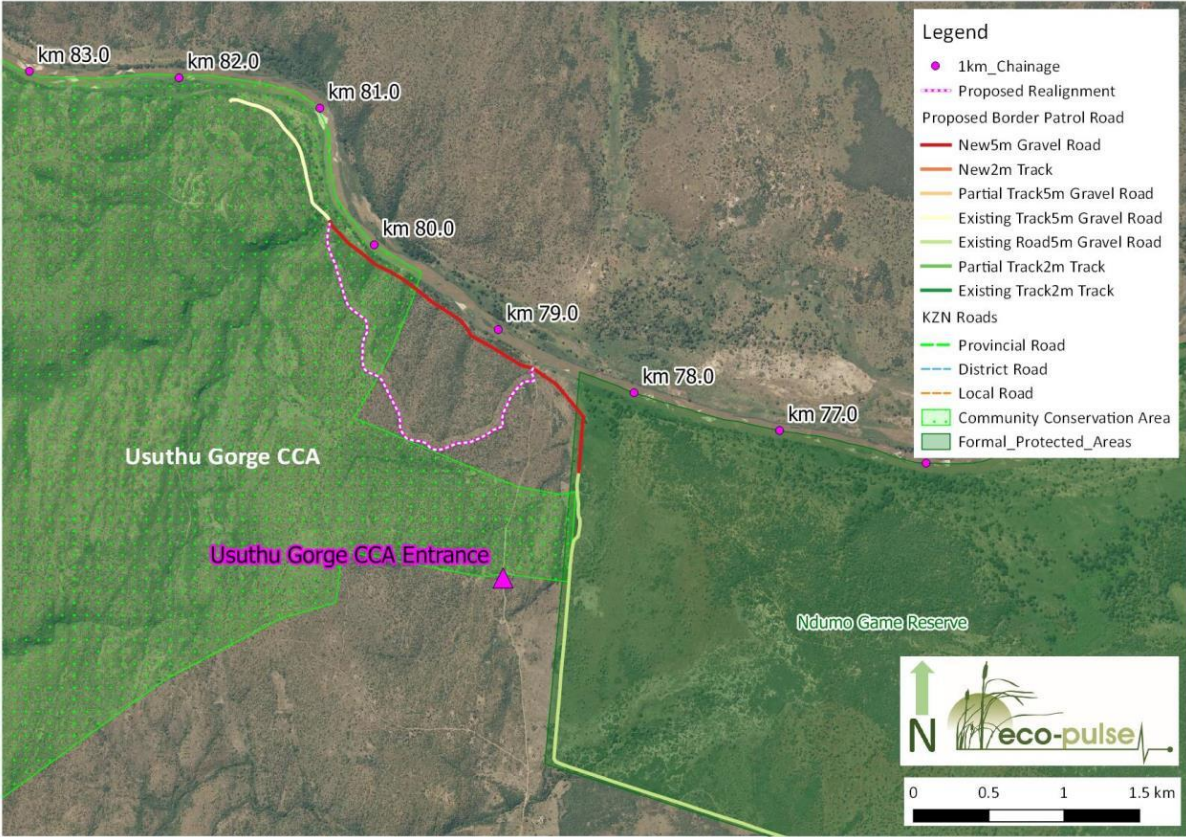 km 83.0
km 82.0
km 81.0
km 80.0
km 79.0
km 78.0
km 77.0
Usuthu Gorge CCA
Usuthu Gorge CCA Entrance
Ndumo Game Reserve
Legend
1km_Chainage
Proposed Realignment
Proposed Border Patrol Road
New5m Gravel Road
New2m Track
Partial Track5m Gravel Road
Existing Track5m Gravel Road
Existing Road5m Gravel Road
Partial Track2m Track
Existing Track2m Track
KZN Roads
Provincial Road
District Road
Local Road
Community Conservation Area
Formal_Protected_Areas
N
eco-pulse
0 0.5 1 1.5 km